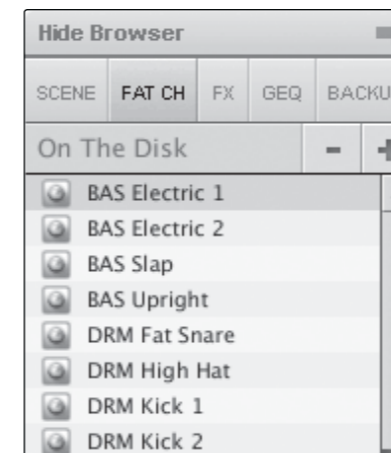 Hide Browser
SCENE FAT CH FX GEQ BACKU
On The Disk - +
BAS Electric 1
BAS Electric 2
BAS Slap
BAS Upright
DRM Fat Snare
DRM High Hat
DRM Kick 1
DRM Kick 2